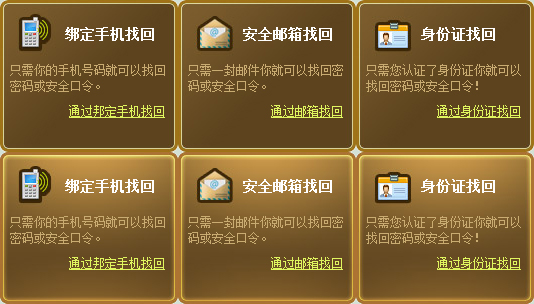 绑定手机找回
只需你的手机号码就可以找回
密码或安全口令。
通过邦定手机找回
安全邮箱找回
只需一封邮件你就可以找回密
码或安全口令。
通过邮箱找回
身份证找回
只需您认证了身份证你就可以
找回密码或安全口令!
通过身份证找回
绑定手机找回
只需你的手机号码就可以找回
密码或安全口令。
通过邦定手机找回
安全邮箱找回
只需一封邮件你就可以找回密
码或安全口令。
通过邮箱找回
身份证找回
只需您认证了身份证你就可以
找回密码或安全口令!
通过身份证找回